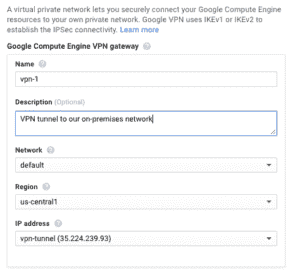 A virtual private network lets you securely connect your Google Compute Engine
resources to your own private network. Google VPN uses IKEv1 or IKEv2 to
establish the IPSec connectivity. Learn more
Google Compute Engine VPN gateway
Name
vpn-1
Description (Optional)
VPN tunnel to our on-premises network
Network
default
Region
us-central1
IP address
vpn-tunnel (35.224.239.93)